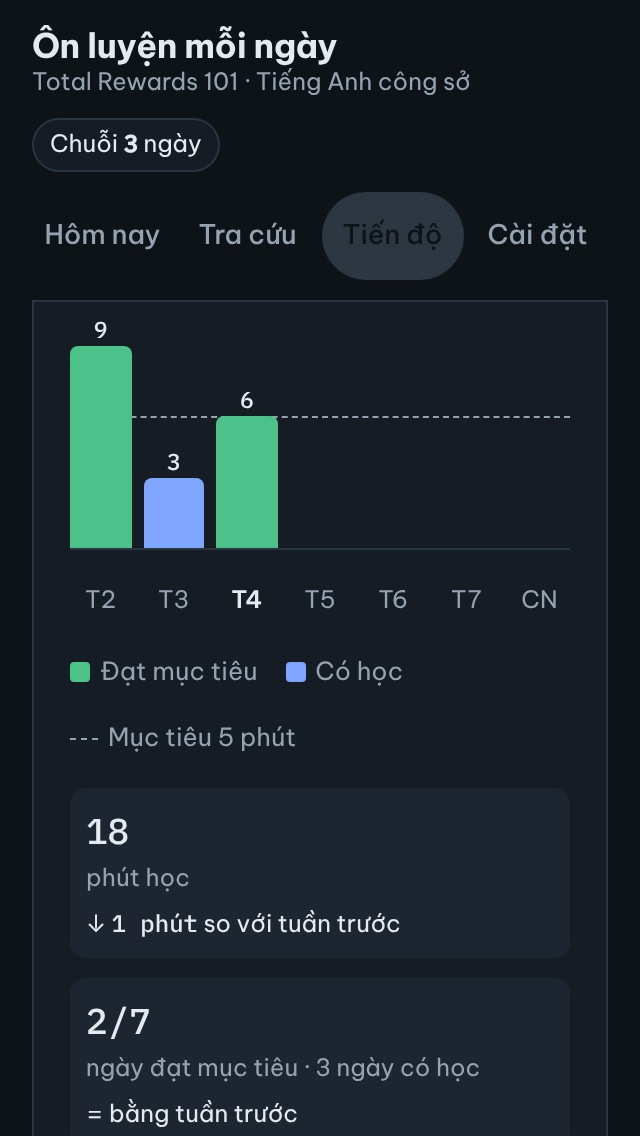 Ôn luyện mỗi ngày
Total Rewards 101 · Tiếng Anh công sở
Chuỗi 3 ngày
Hôm nay Tra cứu Tiến độ Cài đặt
9
6
3
T2 T3 T4 T5 T6 T7 CN
Đạt mục tiêu Có học
Mục tiêu 5 phút
18
phút học
↓ 1 phút so với tuần trước
2/7
ngày đạt mục tiêu · 3 ngày có học
= bằng tuần trước